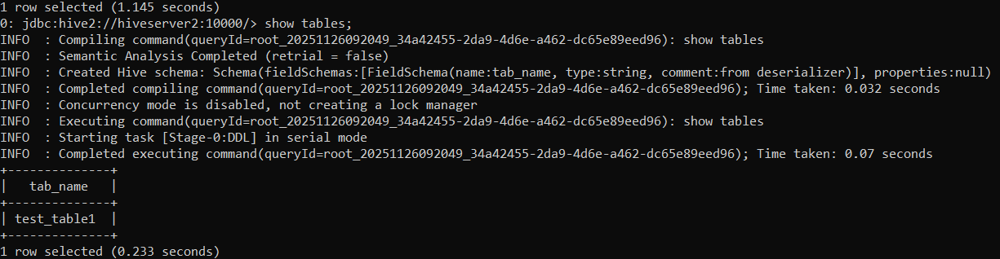 1 row selected (1.145 seconds)
0: jdbc:hive2://hiveserver2:10000/> show tables;
INFO  : Compiling command(queryId=root_20251126092049_34a42455-2da9-4d6e-a462-dc65e89eed96): show tables
INFO  : Semantic Analysis Completed (retrial = false)
INFO  : Created Hive schema: Schema(fieldSchemas:[FieldSchema(name:tab_name, type:string, comment:from deserializer)], properties:null)
INFO  : Completed compiling command(queryId=root_20251126092049_34a42455-2da9-4d6e-a462-dc65e89eed96); Time taken: 0.032 seconds
INFO  : Concurrency mode is disabled, not creating a lock manager
INFO  : Executing command(queryId=root_20251126092049_34a42455-2da9-4d6e-a462-dc65e89eed96): show tables
INFO  : Starting task [Stage-0:DDL] in serial mode
INFO  : Completed executing command(queryId=root_20251126092049_34a42455-2da9-4d6e-a462-dc65e89eed96); Time taken: 0.07 seconds
+--------------+
|   tab_name   |
+--------------+
| test_table1  |
+--------------+
1 row selected (0.233 seconds)